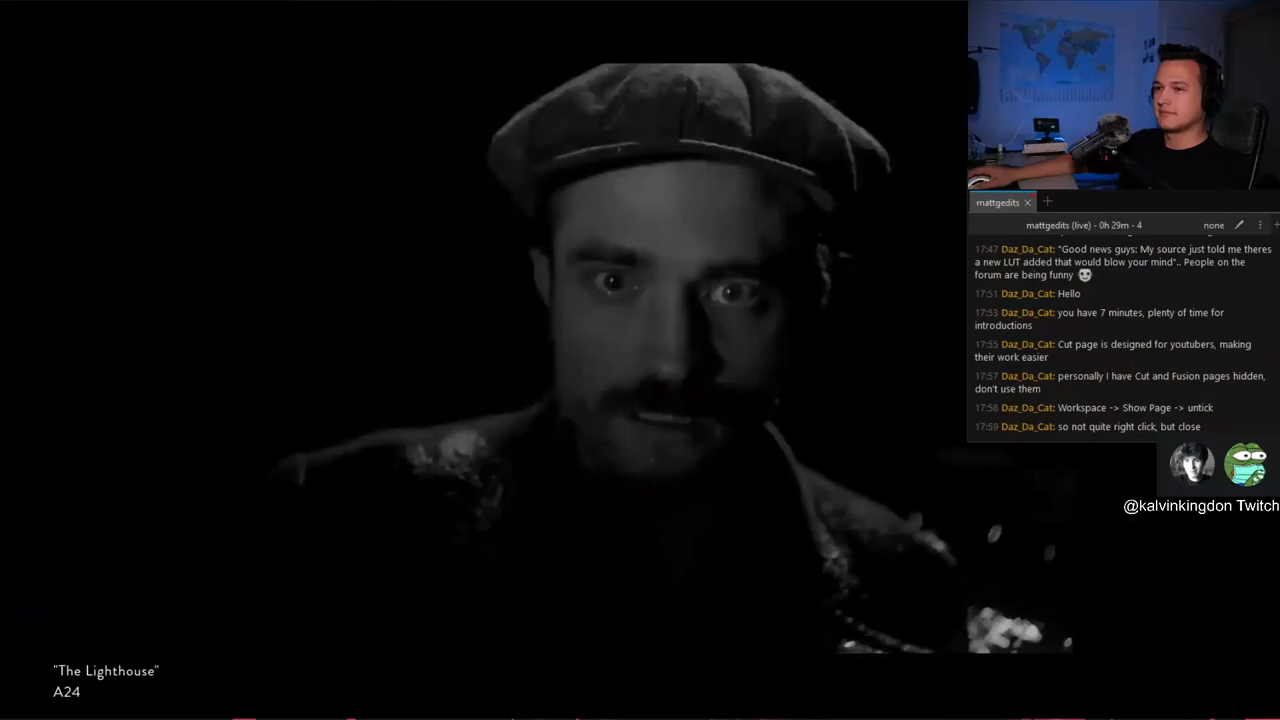 mattgedits
mattgedits (live) - 0h 29m - 4
none
17:47 Daz_Da_Cat: "Good news guys: My source just told me theres
a new LUT added that would blow your mind".. People on the
forum are being funny
17:51 Daz_Da_Cat: Hello
17:53 Daz_Da_Cat: you have 7 minutes, plenty of time for
introductions
17:55 Daz_Da_Cat: Cut page is designed for youtubers, making
their work easier
17:57 Daz_Da_Cat: personally I have Cut and Fusion pages hidden,
don't use them
17:58 Daz_Da_Cat: Workspace -> Show Page -> untick
17:59 Daz_Da_Cat: so not quite right click, but close
@kalvinkingdon Twitch
"The Lighthouse"
A24